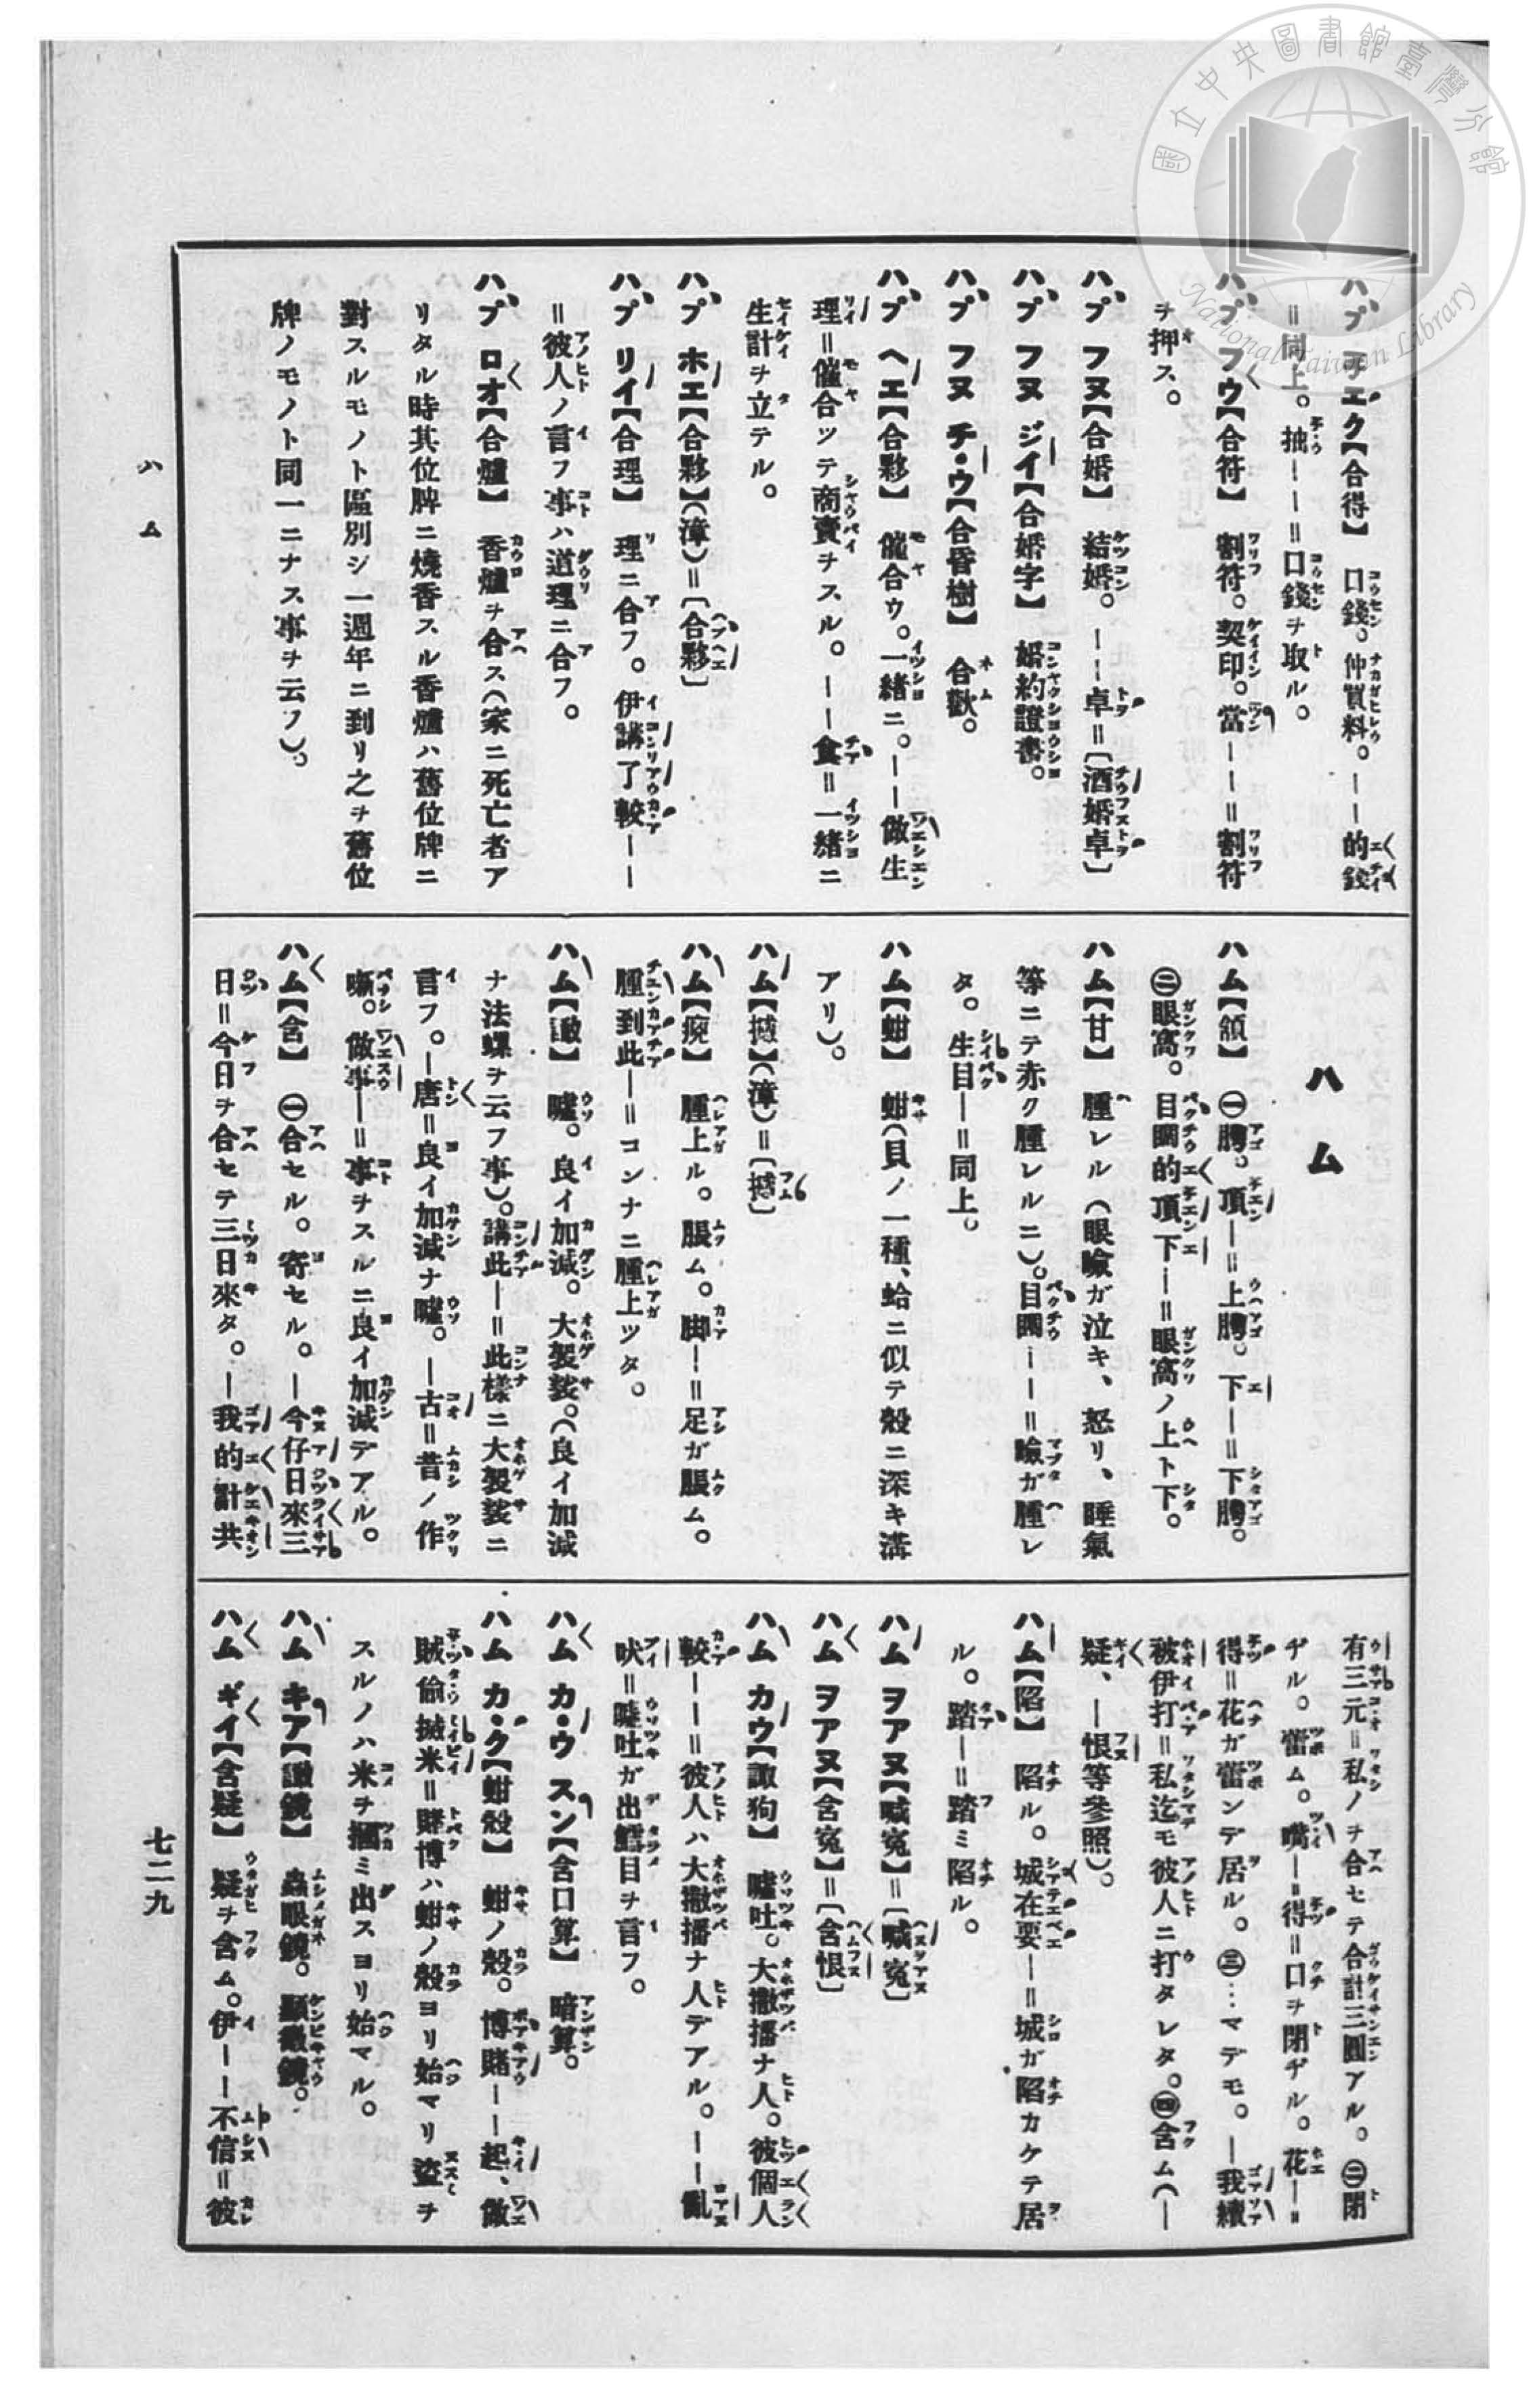 國立中央圖書館臺灣分館
National Taiwan Library
ハム
七二九
ハプ チエク【合得】 口錢。仲買料。――的錢
＝同上。抽――＝口錢ヲ取ル。
ハプ フウ【合符】 割符。契印。當――＝割符
ヲ押ス。
ハプ フヌ【合婚】 結婚。――卓＝〔酒婚卓〕
ハプ フヌ ジイ【合婚字】 婚約證書。
ハプ フヌ チ・ウ【合昏樹】 合歡。
ハプ ヘエ【合夥】 催合ウ。一緒ニ。――做生
理＝催合ツテ商賣ヲスル。――食＝一緒ニ
生計ヲ立テル。
ハプ ホエ【合夥】（漳）＝〔合夥〕
ハプ リイ【合理】 理ニ合フ。伊講了較――
＝彼人ノ言フ事ハ道理ニ合フ。
ハプ ロオ【合爐】 香爐ヲ合ス（家ニ死亡者ア
リタル時其位牌ニ燒香スル香爐ハ舊位牌ニ
對スルモノト區別シ一週年ニ到リ之ヲ舊位
牌ノモノト同一ニナス事ヲ云フ）。
ハム
ハム【頷】 ㊀腭。頂―＝上腭。下―＝下腭。
㊁眼窩。目睭的頂下―＝眼窩ノ上ト下。
ハム【甘】 腫レル（眼瞼ガ泣キ、怒リ、睡氣
等ニテ赤ク腫レルニ）。目睭――＝瞼ガ腫レ
タ。生目―＝同上。
ハム【蚶】 蚶（貝ノ一種、蛤ニ似テ殼ニ深キ溝
アリ）。
ハム【撼】（漳）＝〔撼〕
ハム【】 腫上ル。脹ム。脚―＝足ガ脹ム。
腫到此―＝コンナニ腫上ツタ。
ハム【譀】 噓。良イ加減。大袈裟。（良イ加減
ナ法螺ヲ云フ事）。講此―＝此樣ニ大袈裟ニ
言フ。―唐＝良イ加減ナ噓。―古＝昔ノ作
噺。做事―＝事ヲスルニ良イ加減デアル。
ハム【含】 ㊀合セル。寄セル。―今仔日來三
日＝今日ヲ合セテ三日來タ。―我的計共
有三元＝私ノヲ合セテ合計三圓アル。㊁閉
ヂル。蕾ム。嘴―得＝口ヲ閉ヂル。花―＝
得＝花ガ蕾ンデ居ル。㊂…マデモ。―我續
被伊打＝私迄モ彼人ニ打タレタ。㊃含ム（―
疑、―恨等參照）。
ハム【陷】 陷ル。城在要―＝城ガ陷カケテ居
ル。踏―＝踏ミ陷ル。
ハム ヲアヌ【喊寃】＝〔喊寃〕
ハム ヲアヌ【含寃】＝〔含恨〕
ハム カウ【譀狗】 噓吐。大撒播ナ人。彼個人
較――＝彼人ハ大撒播ナ人デアル。――亂
吠＝噓吐ガ出鱈目ヲ言フ。
ハム カ・ウ スン【含口算】 暗算。
ハム カ・ク【蚶殼】 蚶ノ殼。博賭――起、做
賊偷搣米＝賭博ハ蚶ノ殼ヨリ始マリ盜ヲ
スルノハ米ヲ摑ミ出スヨリ始マル。
ハム キア【譀鏡】 蟲眼鏡。顯微鏡。
ハム ギイ【含疑】 疑ヲ含ム。伊――不信＝彼